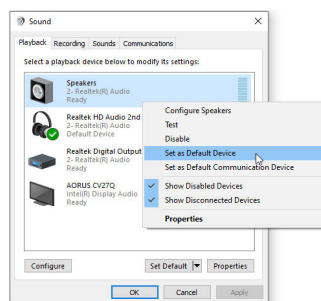 Sound
Playback Recording Sounds Communications
Select a playback device below to modify its settings:
Speakers
2- Realtek(R) Audio
Ready
Realtek HD Audio 2nd
2- Realtek(R) Audio
Default Device
Realtek Digital Output
2- Realtek(R) Audio
Ready
AORUS CV27Q
Intel(R) Display Audio
Ready
Configure Speakers
Test
Disable
Set as Default Device
Set as Default Communication Device
Show Disabled Devices
Show Disconnected Devices
Properties
Configure Set Default Properties
OK Cancel Apply